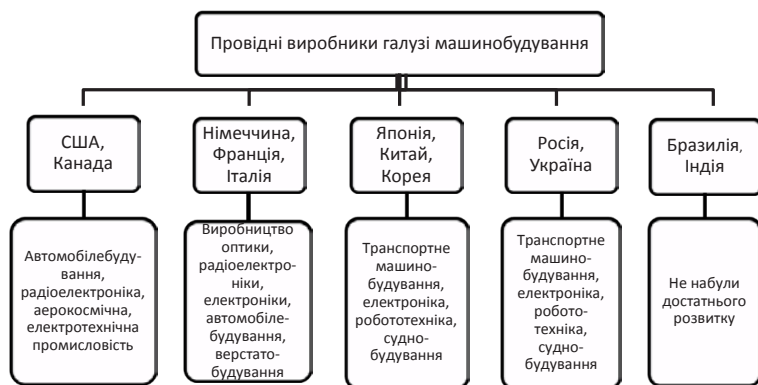 Провідні виробники галузі машинобудування
США,
Канада
Німеччина,
Франція,
Італія
Японія,
Китай,
Корея
Росія,
Україна
Бразилія,
Індія
Автомобілебуду-
вання,
радіоелектроніка,
аерокосмічна,
електротехнічна
промисловість
Виробництво
оптики,
радіоелектро-
ніки,
електроніки,
автомобіле-
будування,
верстато-
будування
Транспортне
машино-
будування,
електроніка,
робототехніка,
судно-
будування
Транспортне
машино-
будування,
електроніка,
робото-
техніка,
судно-
будування
Не набули
достатнього
розвитку